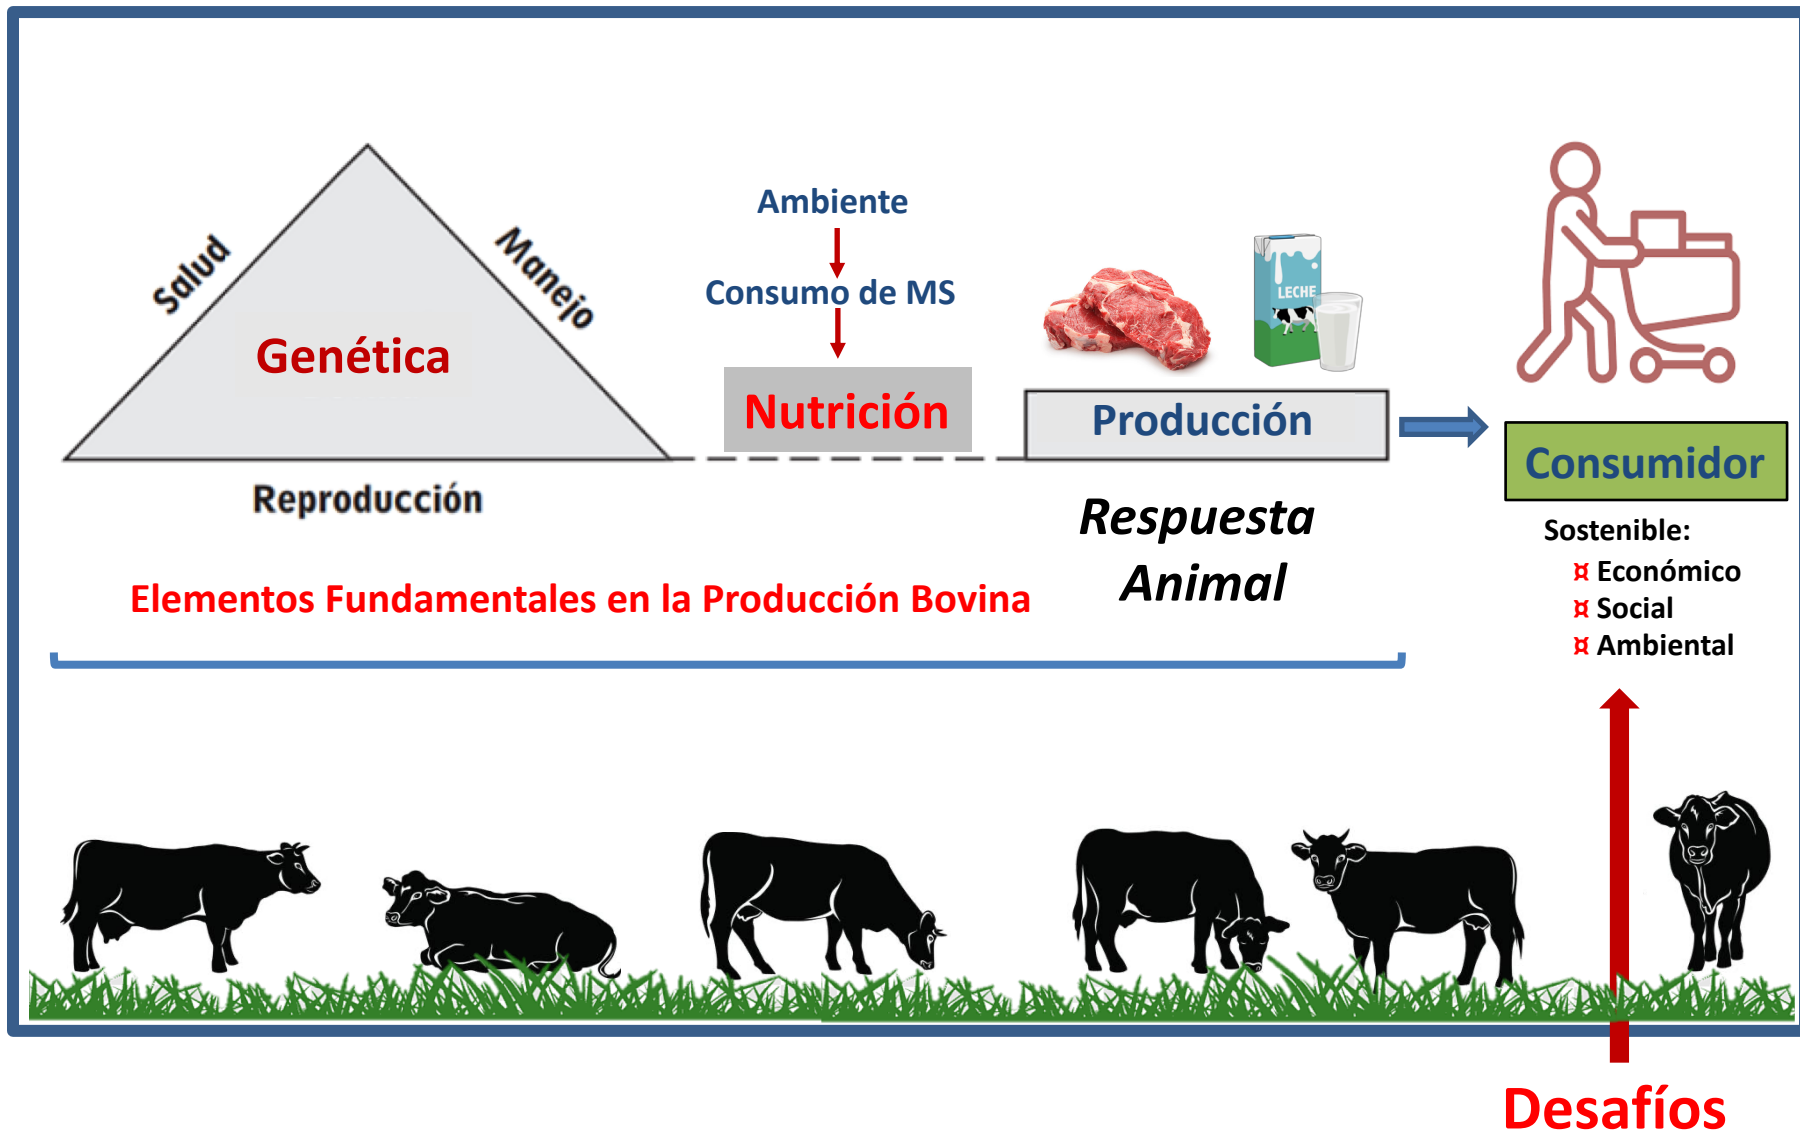 Salud
Manejo
Genética
Reproducción
Ambiente
Consumo de MS
Nutrición
LECHE
Producción
Respuesta
Animal
Consumidor
Sostenible:
¤ Económico
¤ Social
¤ Ambiental
Elementos Fundamentales en la Producción Bovina
Desafíos